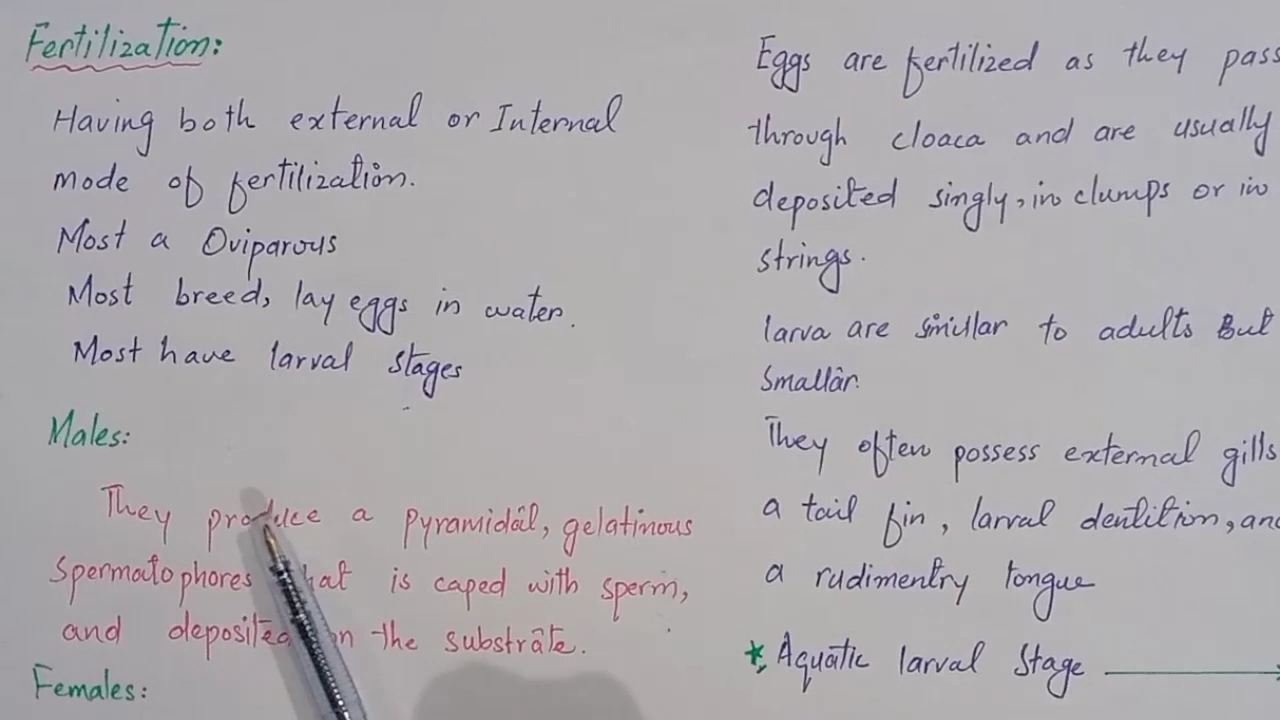 Fertilization:
Having both external or Internal
mode of fertilization.
Most a Oviparous
Most breed, lay eggs in water.
Most have larval stages
Males:
They produce a pyramidal, gelatinous
Spermatophores that is caped with sperm,
and deposited on the substrate.
Females:
Eggs are fertilized as they pass
through cloaca and are usually
deposited singly, in clumps or in
strings.
larva are similar to adults But
Smallar.
They often possess external gills
a tail fin, larval dentition, and
a rudimentry tongue
* Aquatic larval Stage